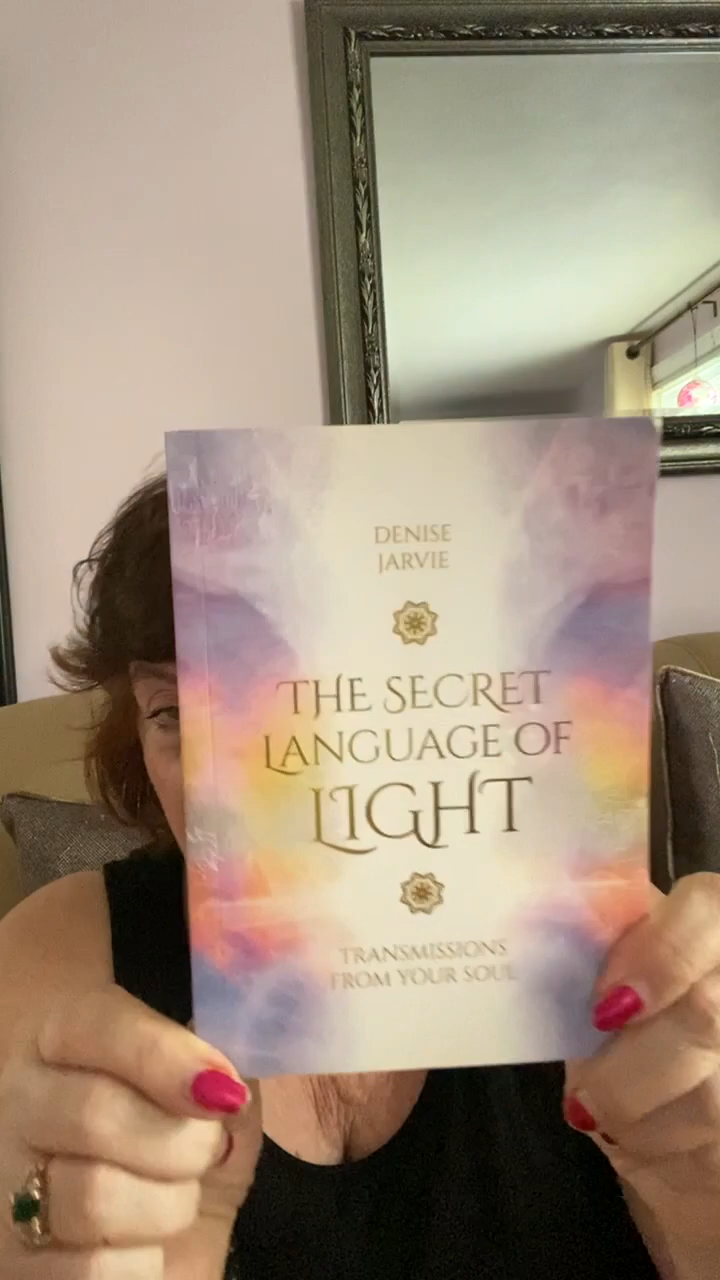 DENISE
JARVIE
THE SECRET
LANGUAGE OF
LIGHT
TRANSMISSIONS
FROM YOUR SOUL